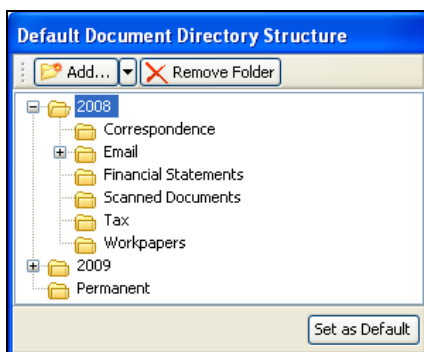 Default Document Directory Structure
Add... Remove Folder
2008
Correspondence
Email
Financial Statements
Scanned Documents
Tax
Workpapers
2009
Permanent
Set as Default